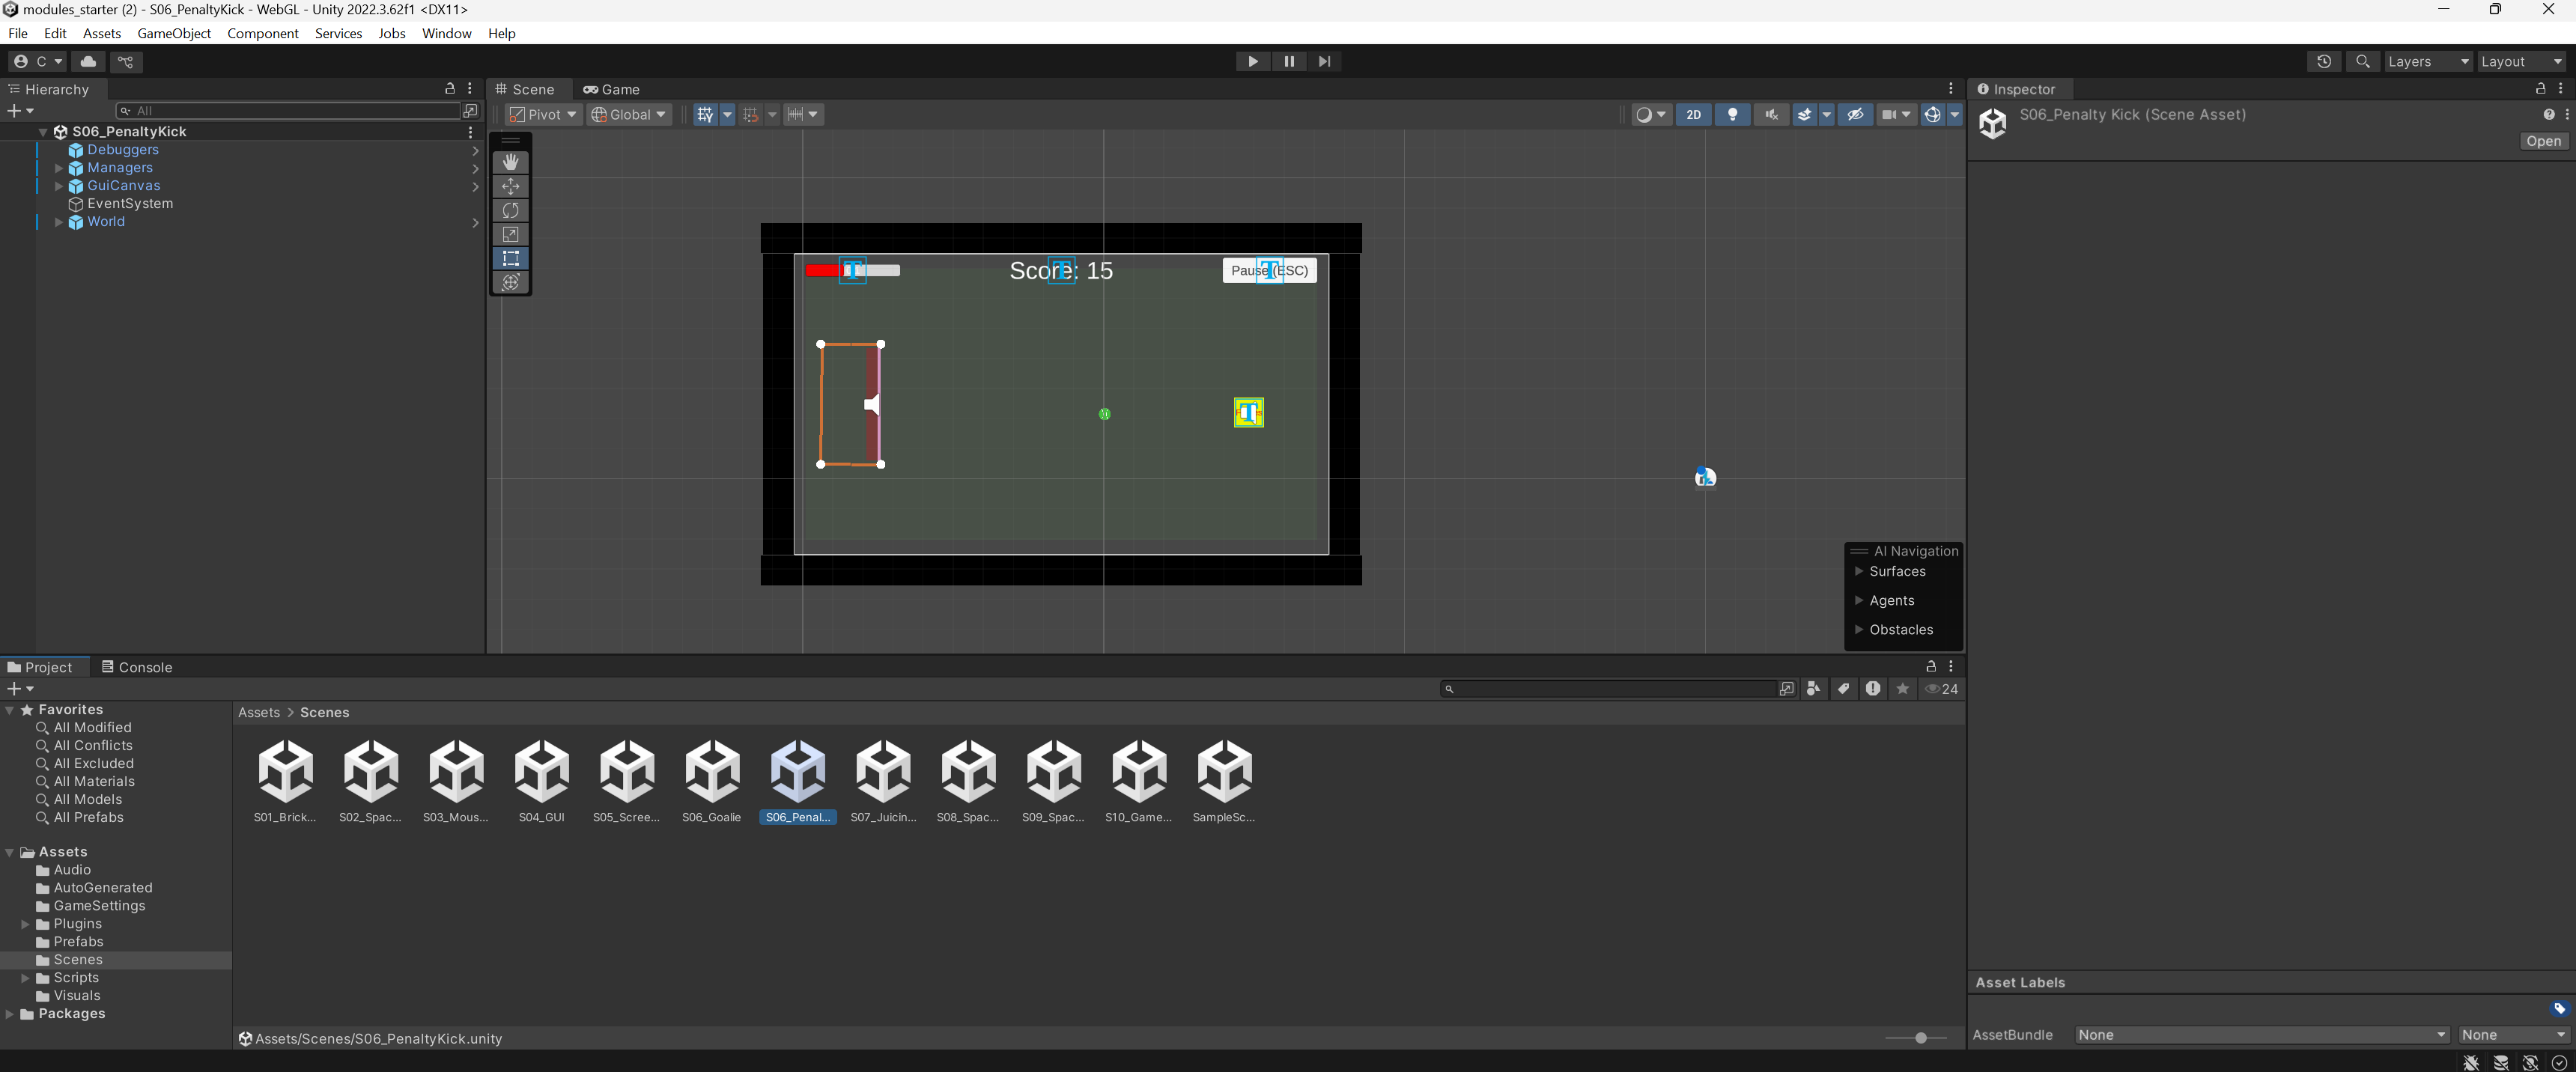 modules_starter (2) - S06_PenaltyKick - WebGL - Unity 2022.3.62f1 <DX11>
File Edit Assets GameObject Component Services Jobs Window Help
C
Layers Layout
Hierarchy
All
S06_PenaltyKick
Debuggers
Managers
GuiCanvas
EventSystem
World
Scene Game
Pivot Global
2D
Score: 15
Pause (ESC)
AI Navigation
Surfaces
Agents
Obstacles
Inspector
S06_Penalty Kick (Scene Asset)
Open
Project Console
24
Favorites
All Modified
All Conflicts
All Excluded
All Materials
All Models
All Prefabs
Assets
Audio
AutoGenerated
GameSettings
Plugins
Prefabs
Scenes
Scripts
Visuals
Packages
Assets > Scenes
S01_Brick... S02_Spac... S03_Mous... S04_GUI S05_Scree... S06_Goalie S06_Penal... S07_Juicin... S08_Spac... S09_Spac... S10_Game... SampleSc...
Assets/Scenes/S06_PenaltyKick.unity
Asset Labels
AssetBundle None None